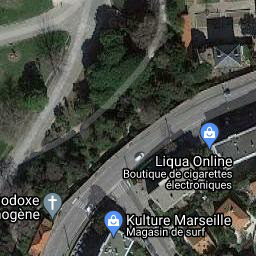 Liqua Online
Boutique de cigarettes
électroniques
odoxe
ogène
Kulture Marseille
Magasin de surf